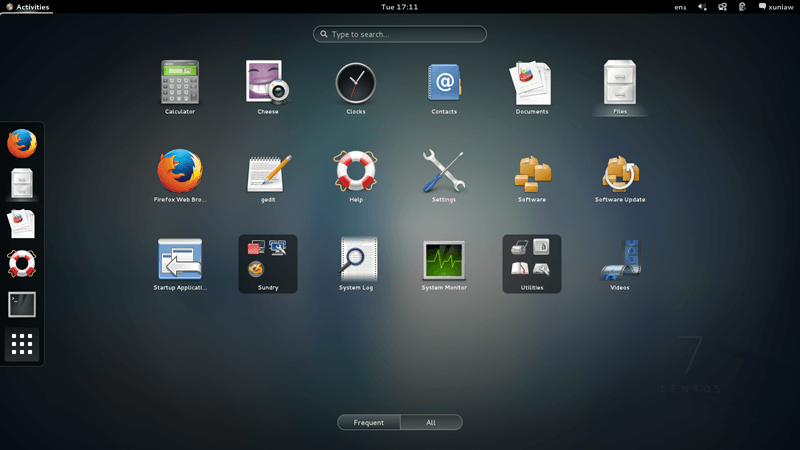 Activities
Tue 17:11
en₁
xuniaw
Type to search...
Calculator
Cheese
Clocks
Contacts
Documents
Files
Firefox Web Bro...
gedit
Help
Settings
Software
Software Update
Startup Applicati...
Sundry
System Log
System Monitor
Utilities
Videos
7
CENTOS
Frequent
All